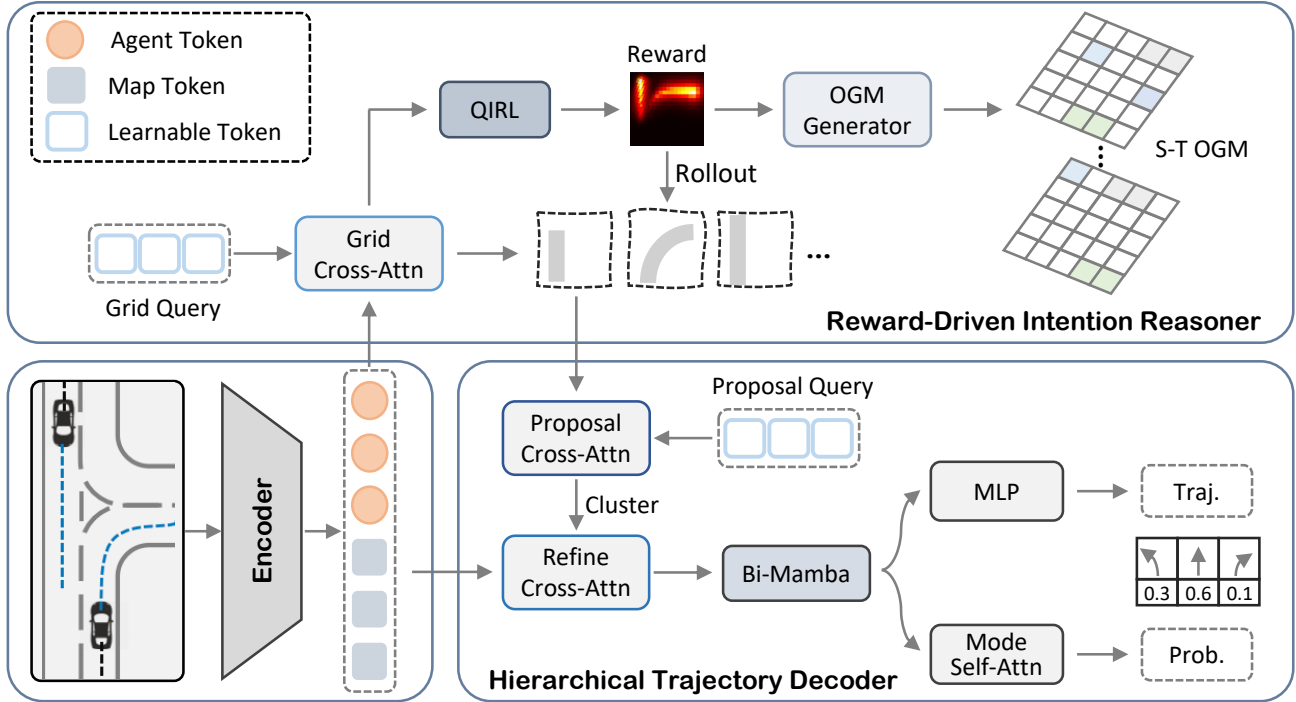 Agent Token
Map Token
Learnable Token
QIRL
Reward
OGM
Generator
S-T OGM
Rollout
Grid
Cross-Attn
...
Grid Query
Reward-Driven Intention Reasoner
Encoder
Proposal Query
Proposal
Cross-Attn
Cluster
Refine
Cross-Attn
Bi-Mamba
MLP
Traj.
0.3 0.6 0.1
Mode
Self-Attn
Prob.
Hierarchical Trajectory Decoder